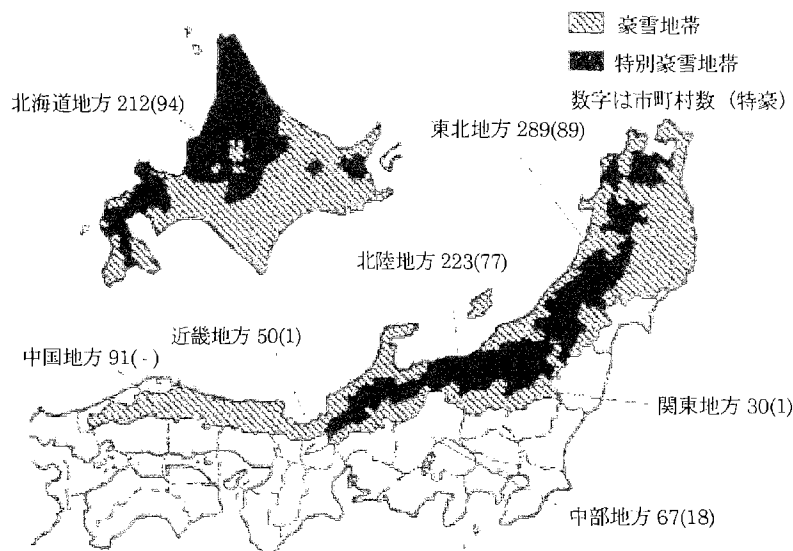 豪雪地帯
特別豪雪地帯
数字は市町村数（特豪）
北海道地方 212(94)
東北地方 289(89)
北陸地方 223(77)
近畿地方 50(1)
中国地方 91(-)
関東地方 30(1)
中部地方 67(18)